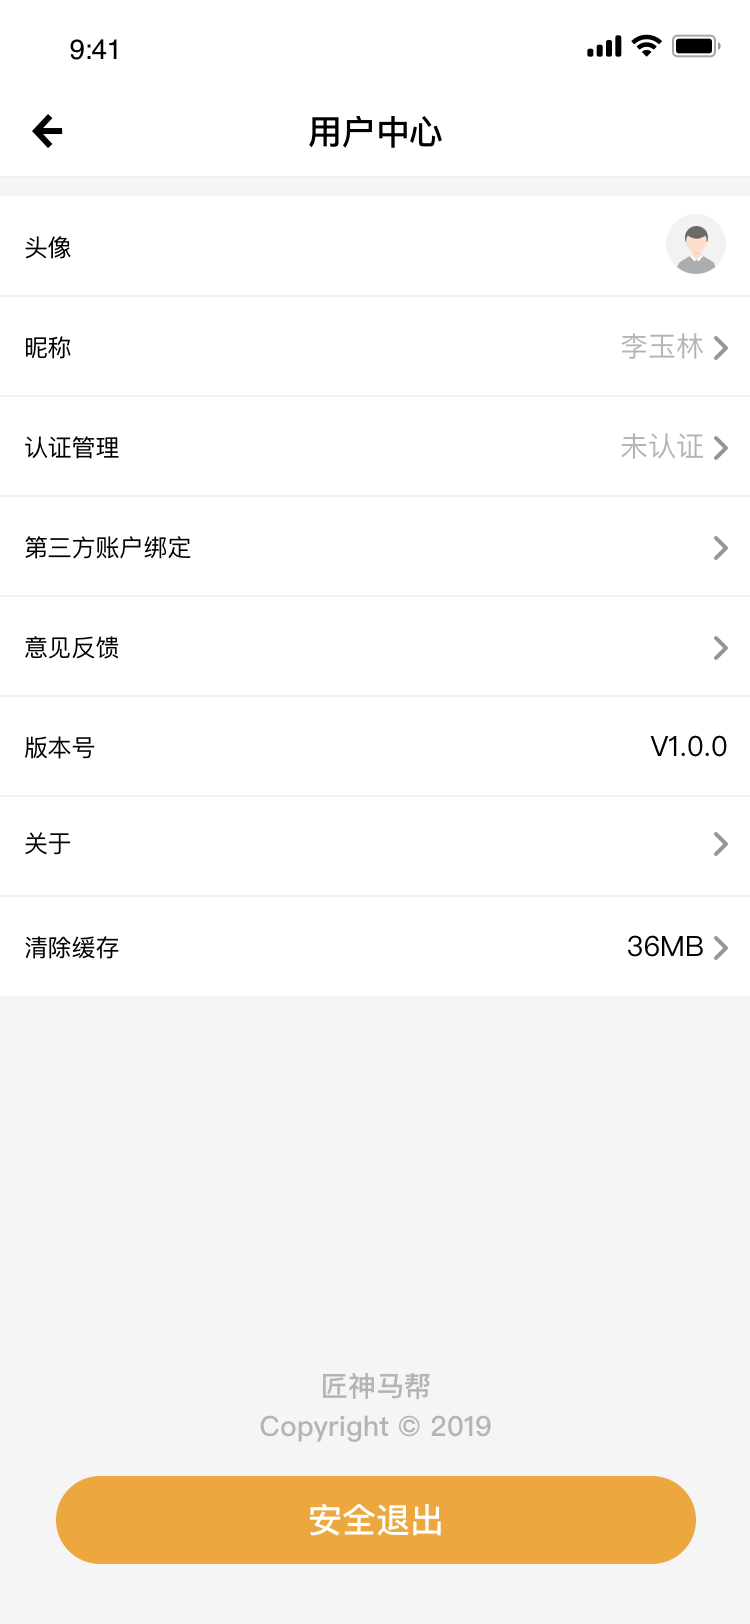 9:41
用户中心
头像
昵称 李玉林
认证管理 未认证
第三方账户绑定
意见反馈
版本号 V1.0.0
关于
清除缓存 36MB
匠神马帮
Copyright © 2019
安全退出